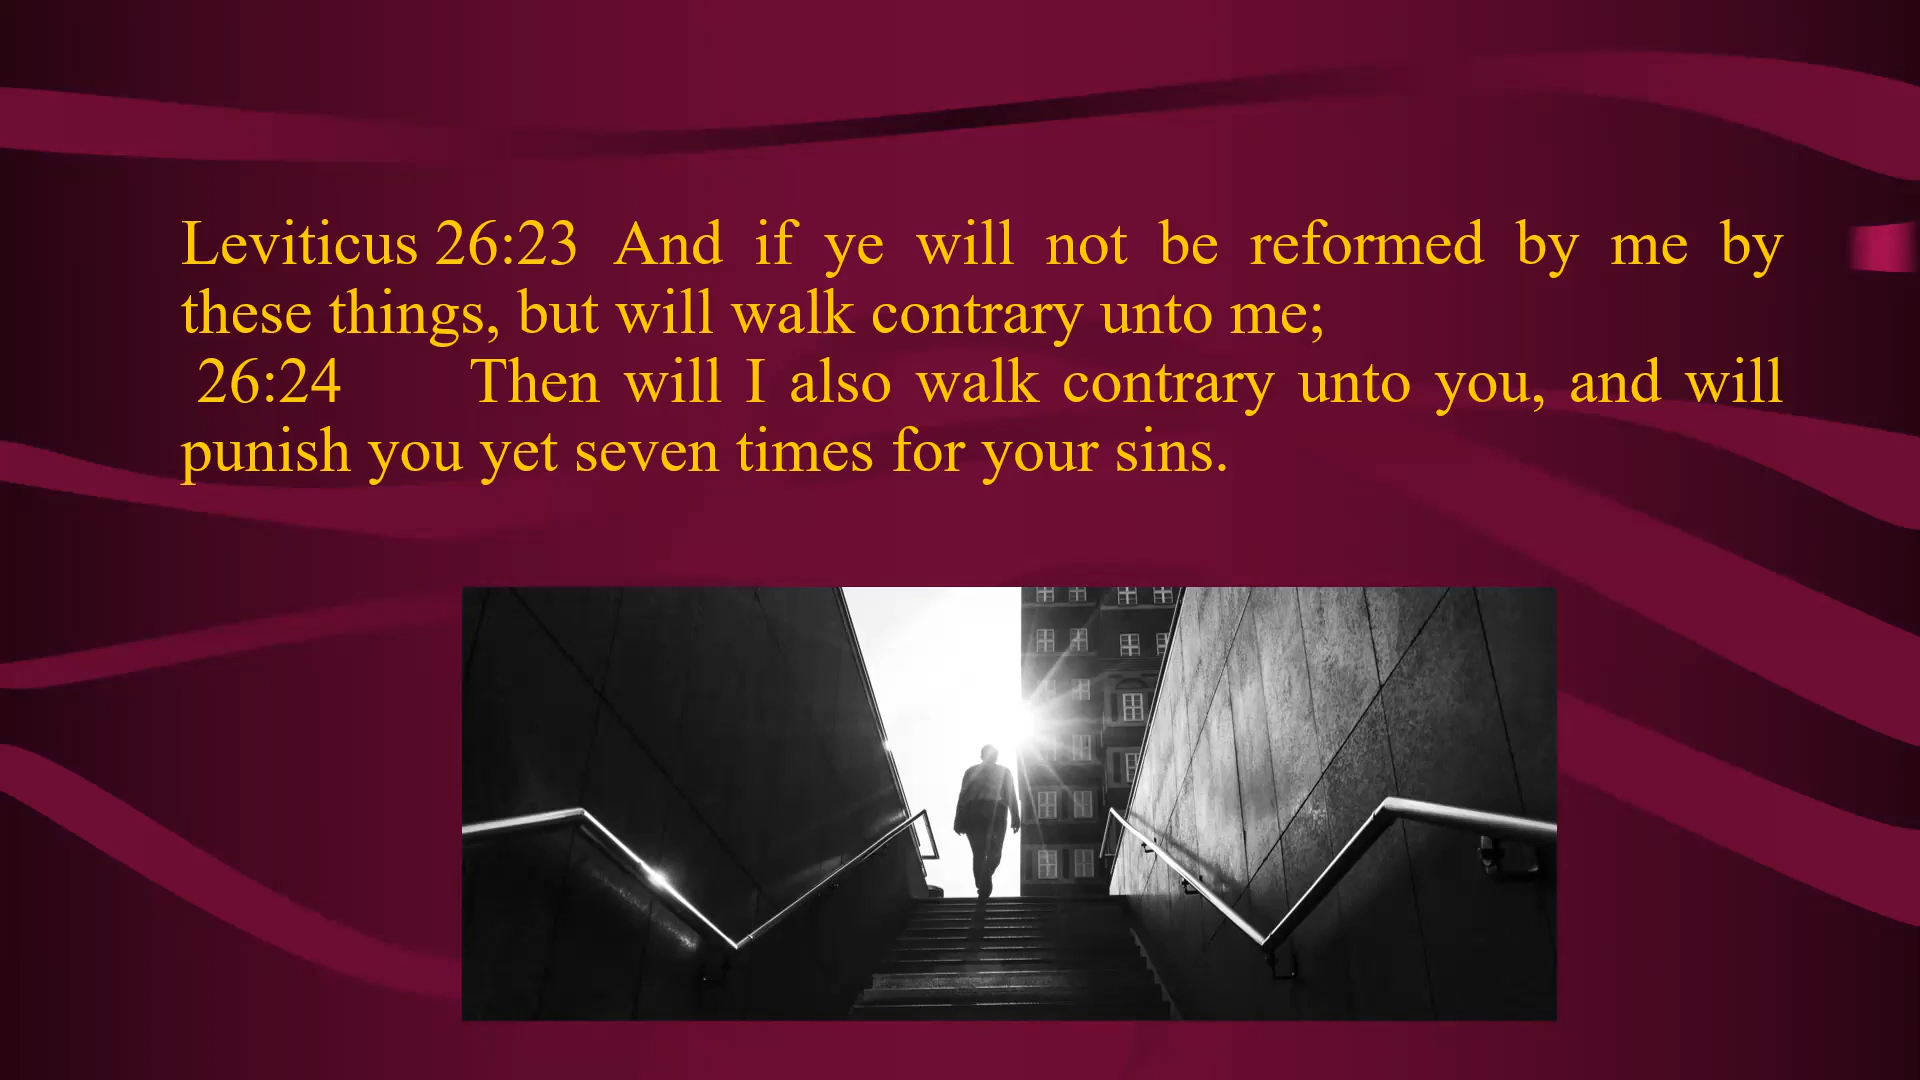 Leviticus 26:23 And if ye will not be reformed by me by
these things, but will walk contrary unto me;
26:24 Then will I also walk contrary unto you, and will
punish you yet seven times for your sins.